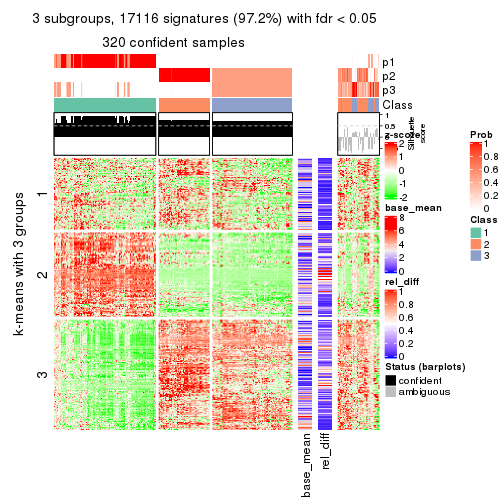 3 subgroups, 17116 signatures (97.2%) with fdr < 0.05
320 confident samples
p1
p2
p3
Class
1
0.5
0
Silhouette
score
k-means with 3 groups
1
2
3
base_mean
rel_diff
z-score
2
1
0
-1
-2
base_mean
8
6
4
2
0
rel_diff
1
0.8
0.6
0.4
0.2
0
Status (barplots)
confident
ambiguous
Prob
1
0.8
0.6
0.4
0.2
0
Class
1
2
3